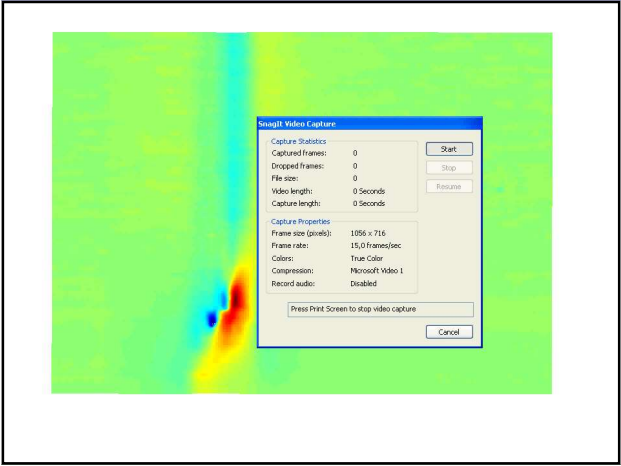 SnagIt Video Capture
Capture Statistics
Captured frames: 0
Dropped frames: 0
File size: 0
Video length: 0 Seconds
Capture length: 0 Seconds
Start
Stop
Resume
Capture Properties
Frame size (pixels): 1056 x 716
Frame rate: 15,0 frames/sec
Colors: True Color
Compression: Microsoft Video 1
Record audio: Disabled
Press Print Screen to stop video capture
Cancel